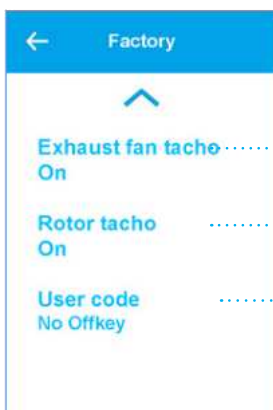 Factory
Exhaust fan tacho
On
Rotor tacho
On
User code
No Offkey